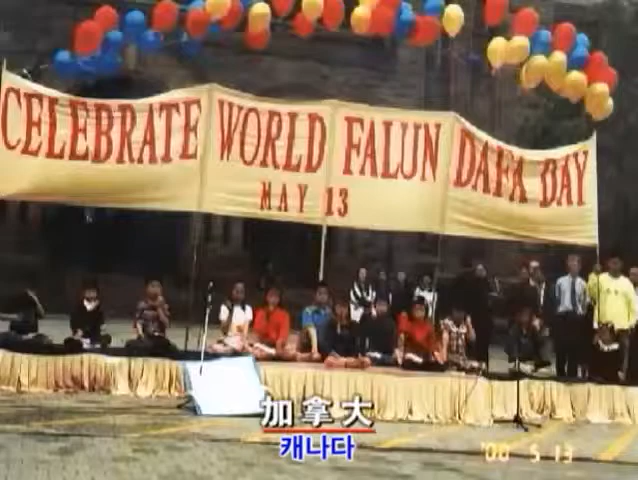 CELEBRATE WORLD FALUN DAFA DAY
MAY 13
加拿大
캐나다
'00 5 13